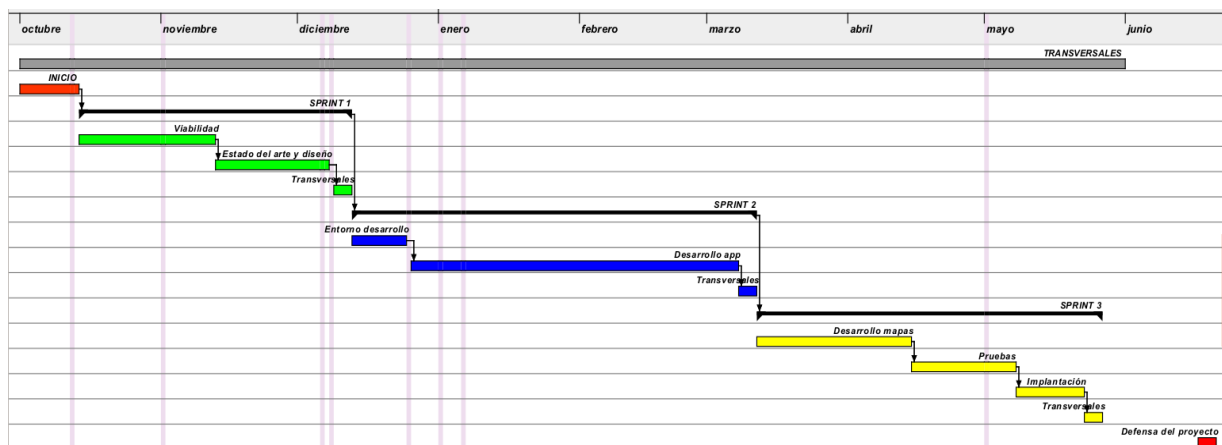 octubre noviembre diciembre enero febrero marzo abril mayo junio
TRANSVERSALES
INICIO
SPRINT 1
Viabilidad
Estado del arte y diseño
Transversales
SPRINT 2
Entorno desarrollo
Desarrollo app
Transversales
SPRINT 3
Desarrollo mapas
Pruebas
Implantación
Transversales
Defensa del proyecto